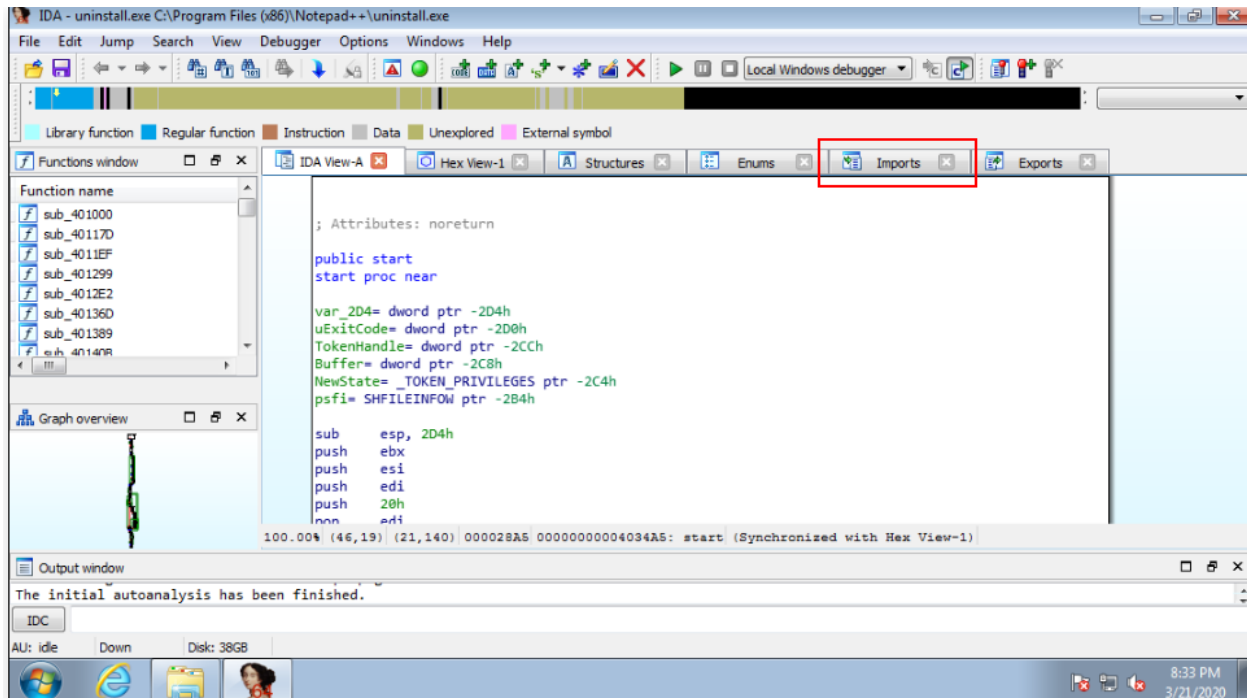 IDA - uninstall.exe C:\Program Files (x86)\Notepad++\uninstall.exe
File Edit Jump Search View Debugger Options Windows Help
Local Windows debugger
Library function Regular function Instruction Data Unexplored External symbol
Functions window
IDA View-A Hex View-1 Structures Enums Imports Exports
Function name
sub_401000
sub_40117D
sub_4011EF
sub_401299
sub_4012E2
sub_40136D
sub_401389
sub_40140B
Graph overview
; Attributes: noreturn
public start
start proc near
var_2D4= dword ptr -2D4h
uExitCode= dword ptr -2D0h
TokenHandle= dword ptr -2CCh
Buffer= dword ptr -2C8h
NewState= _TOKEN_PRIVILEGES ptr -2C4h
psfi= SHFILEINFOW ptr -2B4h
sub esp, 2D4h
push ebx
push esi
push edi
push 20h
pop edi
100.00% (46,19) (21,140) 000028A5 00000000004034A5: start (Synchronized with Hex View-1)
Output window
The initial autoanalysis has been finished.
IDC
AU: idle Down Disk: 38GB
8:33 PM
3/21/2020